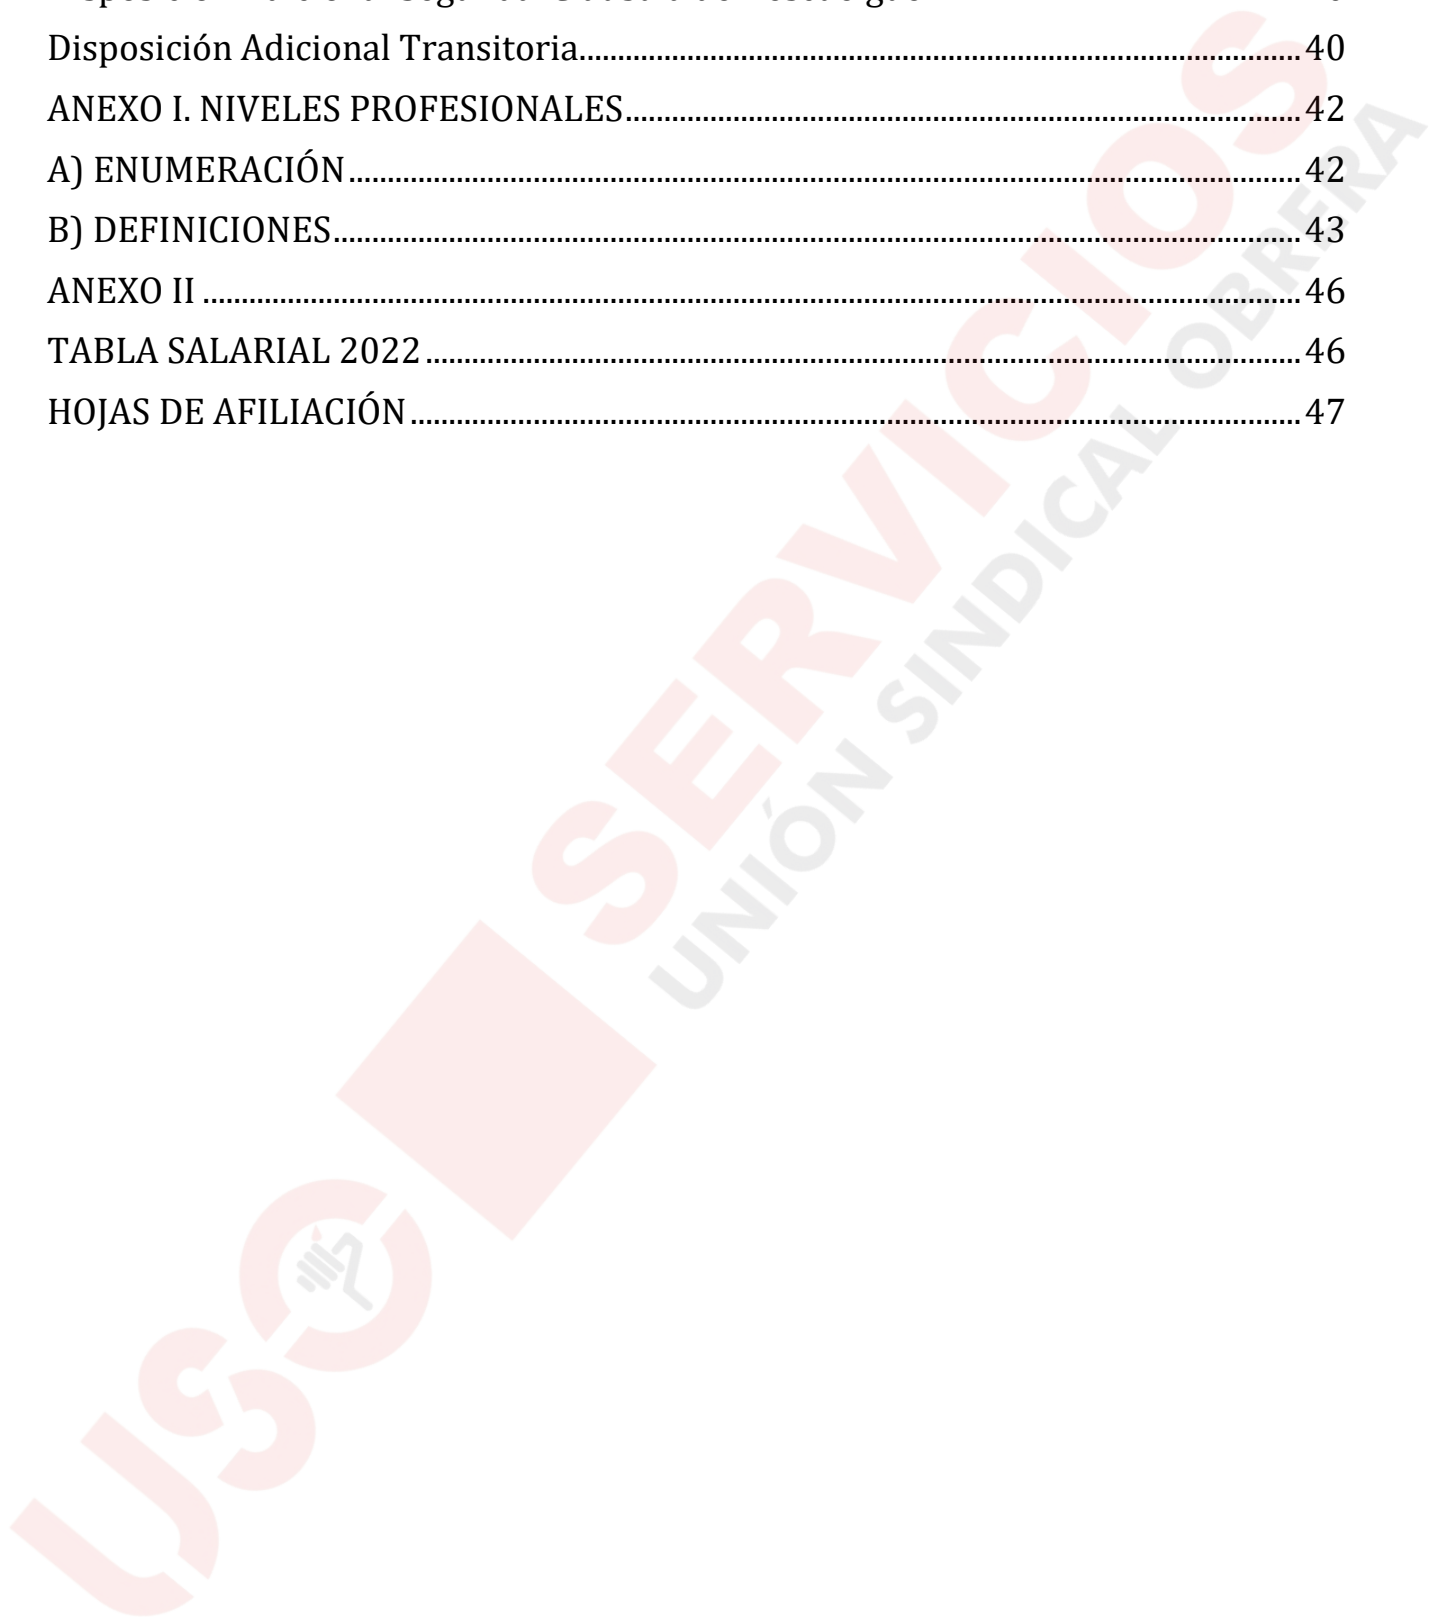 Disposición Adicional Transitoria 40
ANEXO I. NIVELES PROFESIONALES 42
A) ENUMERACIÓN 42
B) DEFINICIONES 43
ANEXO II 46
TABLA SALARIAL 2022 46
HOJAS DE AFILIACIÓN 47
USO SERVICIOS
UNIÓN SINDICAL OBRERA